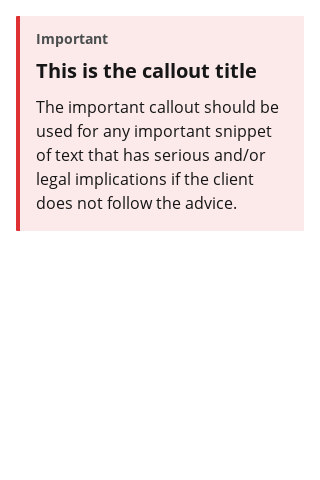 Important
This is the callout title
The important callout should be
used for any important snippet
of text that has serious and/or
legal implications if the client
does not follow the advice.